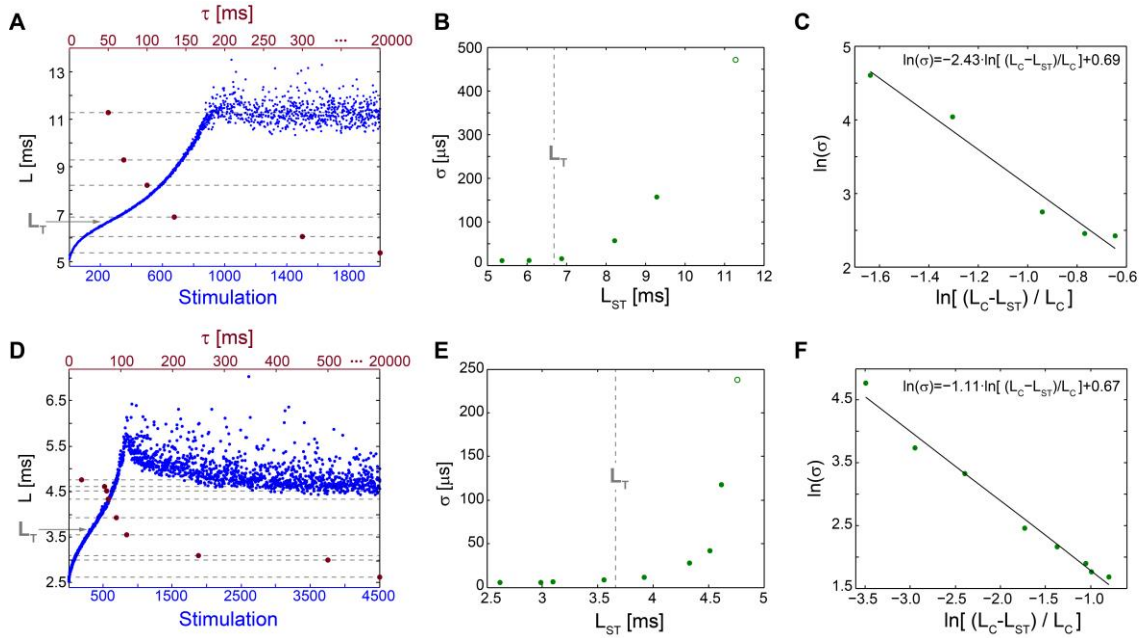 A
τ [ms]
0 50 100 150 200 250 300 ··· 20000
L [ms]
13
11
9
7
5
L_T
200 600 1000 1400 1800
Stimulation
B
σ [µs]
500
400
300
200
100
0
L_T
5 6 7 8 9 10 11 12
L_ST [ms]
C
ln(σ)=−2.43·ln[ (L_C−L_ST)/L_C]+0.69
ln(σ)
5
4
3
2
−1.6 −1.4 −1.2 −1.0 −0.8 −0.6
ln[ (L_C-L_ST) / L_C]
D
τ [ms]
0 100 200 300 400 500 ··· 20000
L [ms]
6.5
5.5
4.5
3.5
2.5
L_T
500 1500 2500 3500 4500
Stimulation
E
σ [µs]
250
200
150
100
50
0
L_T
2.5 3 3.5 4 4.5 5
L_ST [ms]
F
ln(σ)=−1.11·ln[ (L_C−L_ST)/L_C]+0.67
ln(σ)
4.5
3.5
2.5
1.5
−3.5 −3.0 −2.5 −2.0 −1.5 −1.0
ln[ (L_C-L_ST) / L_C]